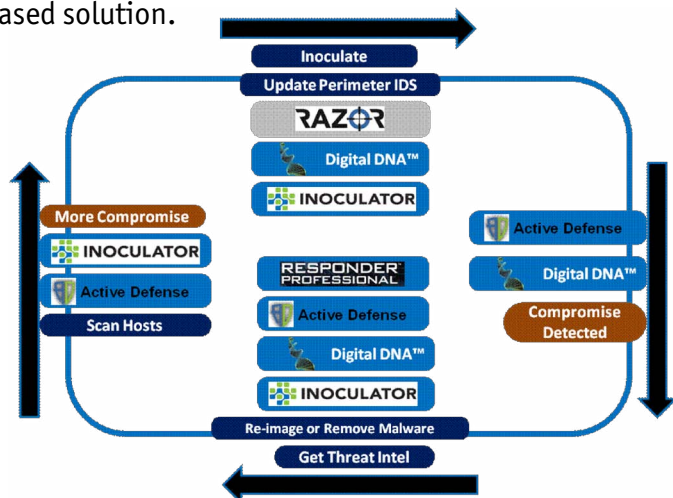 ased solution.
Inoculate
Update Perimeter IDS
RAZOR
Digital DNA™
INOCULATOR
More Compromise
INOCULATOR
Active Defense
Scan Hosts
RESPONDER™
PROFESSIONAL
Active Defense
Digital DNA™
INOCULATOR
Active Defense
Digital DNA™
Compromise
Detected
Re-image or Remove Malware
Get Threat Intel